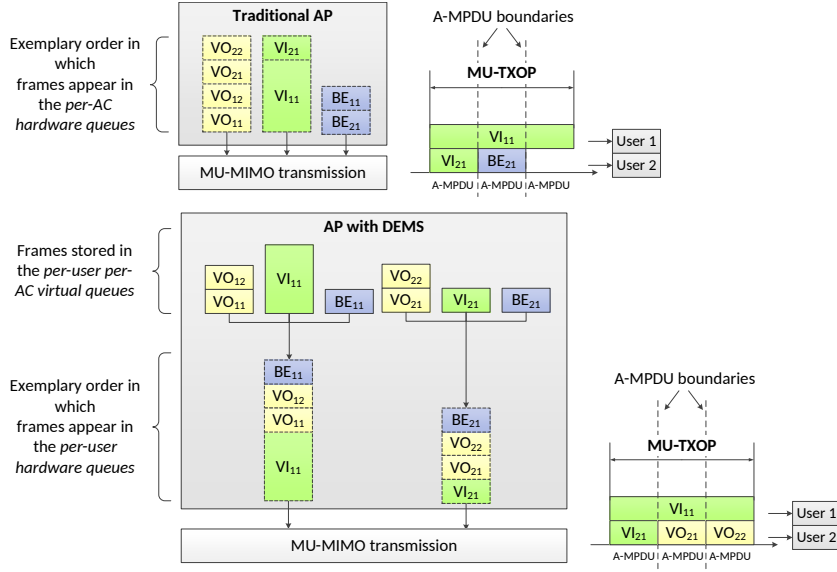 Traditional AP
Exemplary order in
which
frames appear in
the per-AC
hardware queues
VO22
VO21
VO12
VO11
VI21
VI11
BE11
BE21
MU-MIMO transmission
A-MPDU boundaries
MU-TXOP
VI11
VI21
BE21
User 1
User 2
A-MPDU
A-MPDU
A-MPDU
AP with DEMS
Frames stored in
the per-user per-
AC virtual queues
VO12
VO11
VI11
BE11
VO22
VO21
VI21
BE21
Exemplary order in
which
frames appear in
the per-user
hardware queues
BE11
VO12
VO11
VI11
BE21
VO22
VO21
VI21
MU-MIMO transmission
A-MPDU boundaries
MU-TXOP
VI11
VI21
VO21
VO22
User 1
User 2
A-MPDU
A-MPDU
A-MPDU